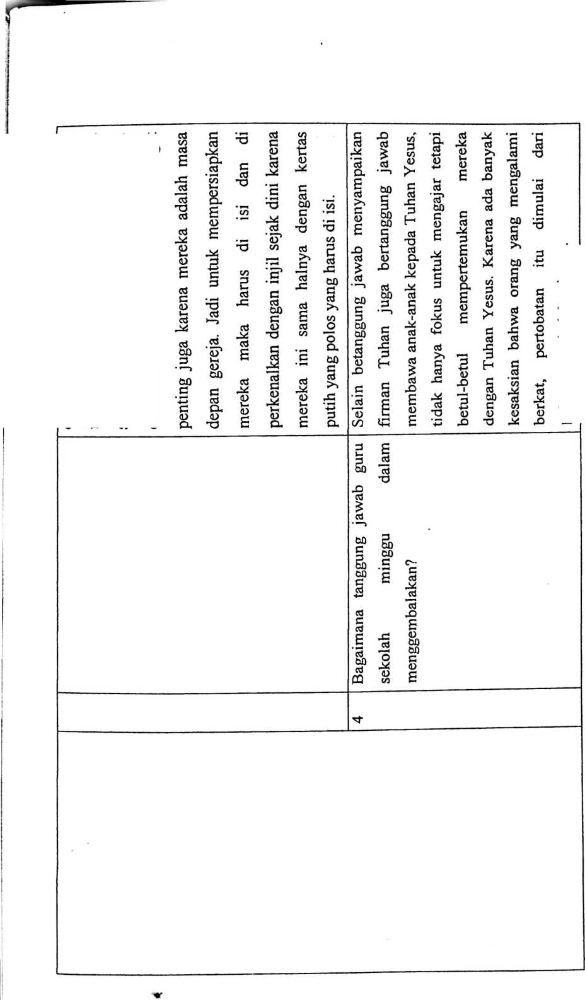 penting juga karena mereka adalah masa
depan gereja. Jadi untuk mempersiapkan
mereka maka harus di isi dan di
perkenalkan dengan injil sejak dini karena
mereka ini sama halnya dengan kertas
putih yang polos yang harus di isi.
4
Bagaimana tanggung jawab guru
sekolah minggu dalam
menggembalakan?
Selain betanggung jawab menyampaikan
firman Tuhan juga bertanggung jawab
membawa anak-anak kepada Tuhan Yesus,
tidak hanya fokus untuk mengajar tetapi
betul-betul mempertemukan mereka
dengan Tuhan Yesus. Karena ada banyak
kesaksian bahwa orang yang mengalami
berkat, pertobatan itu dimulai dari